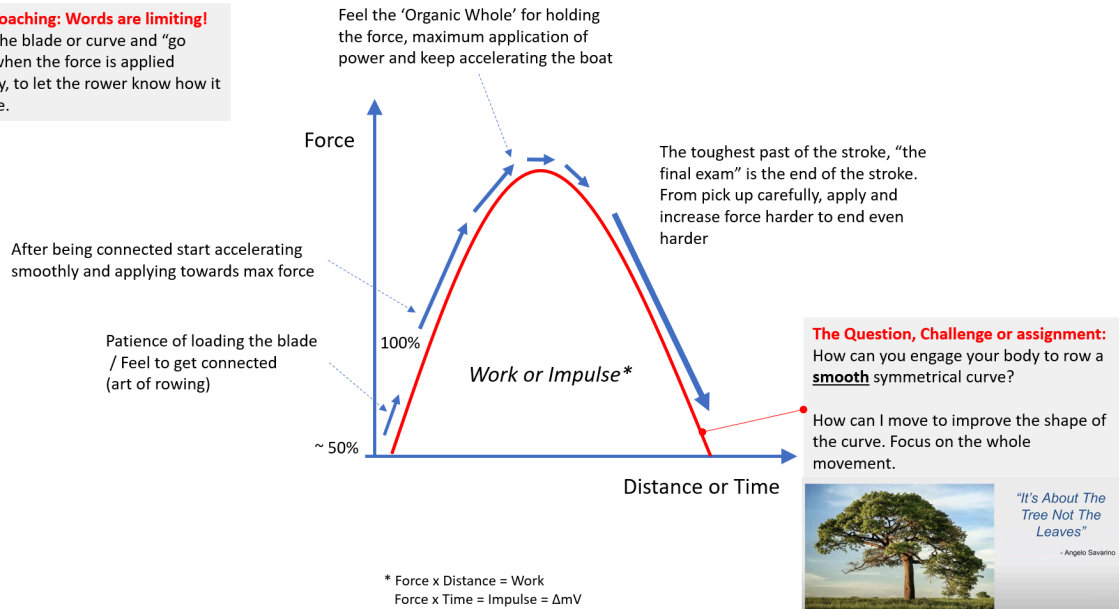 oaching: Words are limiting!
he blade or curve and “go
when the force is applied
y, to let the rower know how it
e.
Feel the ‘Organic Whole’ for holding
the force, maximum application of
power and keep accelerating the boat
Force
The toughest past of the stroke, “the
final exam” is the end of the stroke.
From pick up carefully, apply and
increase force harder to end even
harder
After being connected start accelerating
smoothly and applying towards max force
Patience of loading the blade
/ Feel to get connected
(art of rowing)
100%
Work or Impulse*
~ 50%
Distance or Time
The Question, Challenge or assignment:
How can you engage your body to row a
smooth symmetrical curve?
How can I move to improve the shape of
the curve. Focus on the whole
movement.
“It’s About The
Tree Not The
Leaves”
- Angelo Savarino
* Force x Distance = Work
Force x Time = Impulse = ΔmV